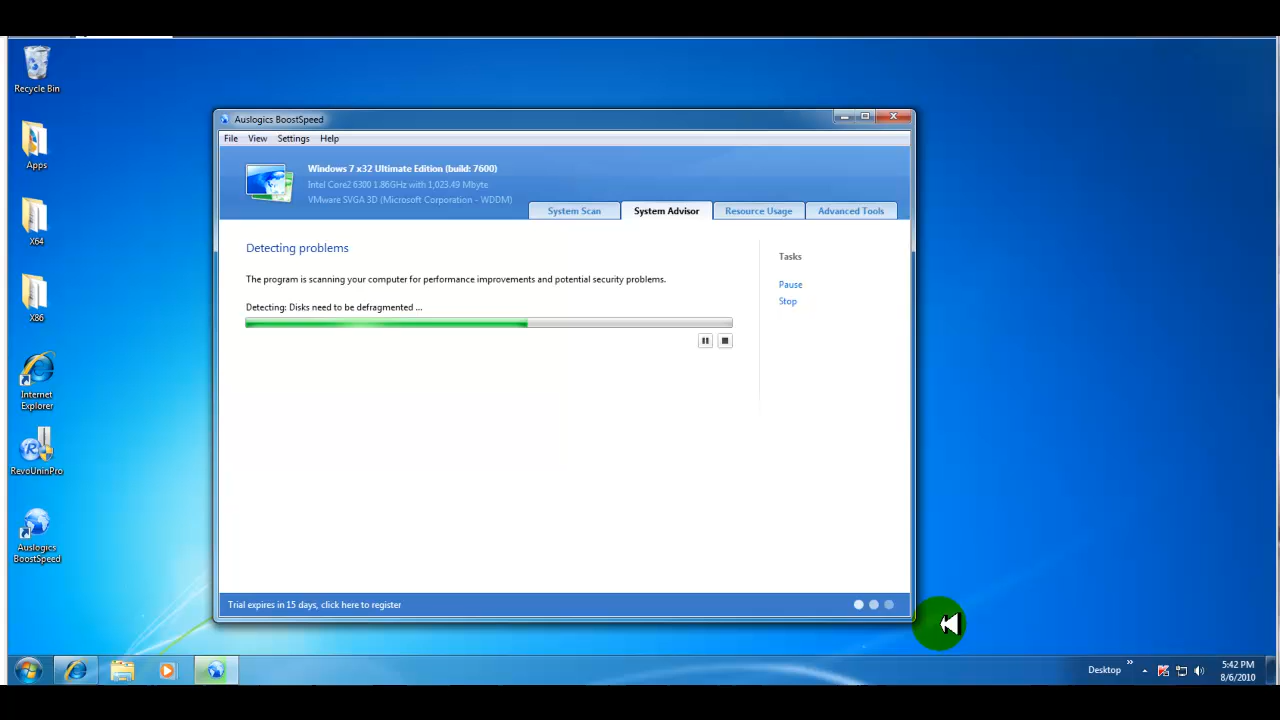 Recycle Bin
Apps
X64
X86
Internet
Explorer
RevoUninPro
Auslogics
BoostSpeed
Auslogics BoostSpeed
File View Settings Help
Windows 7 x32 Ultimate Edition (build: 7600)
Intel Core2 6300 1.86GHz with 1,023.49 Mbyte
VMware SVGA 3D (Microsoft Corporation - WDDM)
System Scan System Advisor Resource Usage Advanced Tools
Detecting problems
The program is scanning your computer for performance improvements and potential security problems.
Detecting: Disks need to be defragmented ...
Tasks
Pause
Stop
Trial expires in 15 days, click here to register
Desktop »
5:42 PM
8/6/2010